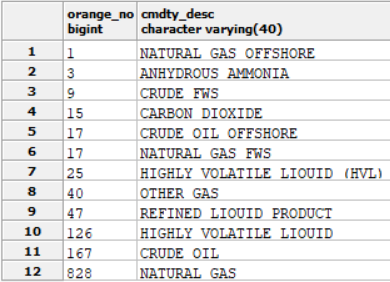 orange_no cmdty_desc
bigint character varying(40)
1 1 NATURAL GAS OFFSHORE
2 3 ANHYDROUS AMMONIA
3 9 CRUDE FWS
4 15 CARBON DIOXIDE
5 17 CRUDE OIL OFFSHORE
6 17 NATURAL GAS FWS
7 25 HIGHLY VOLATILE LIOUID (HVL)
8 40 OTHER GAS
9 47 REFINED LIOUID PRODUCT
10 126 HIGHLY VOLATILE LIOUID
11 167 CRUDE OIL
12 828 NATURAL GAS